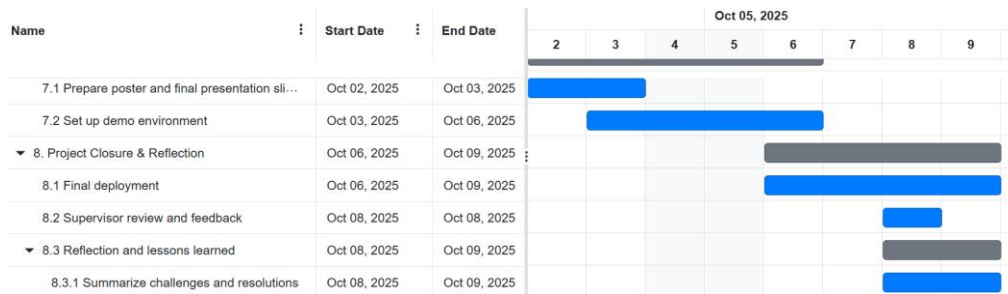 Oct 05, 2025
Name Start Date End Date
2 3 4 5 6 7 8 9
7.1 Prepare poster and final presentation sli... Oct 02, 2025 Oct 03, 2025
7.2 Set up demo environment Oct 03, 2025 Oct 06, 2025
8. Project Closure & Reflection Oct 06, 2025 Oct 09, 2025
8.1 Final deployment Oct 06, 2025 Oct 09, 2025
8.2 Supervisor review and feedback Oct 08, 2025 Oct 08, 2025
8.3 Reflection and lessons learned Oct 08, 2025 Oct 09, 2025
8.3.1 Summarize challenges and resolutions Oct 08, 2025 Oct 09, 2025